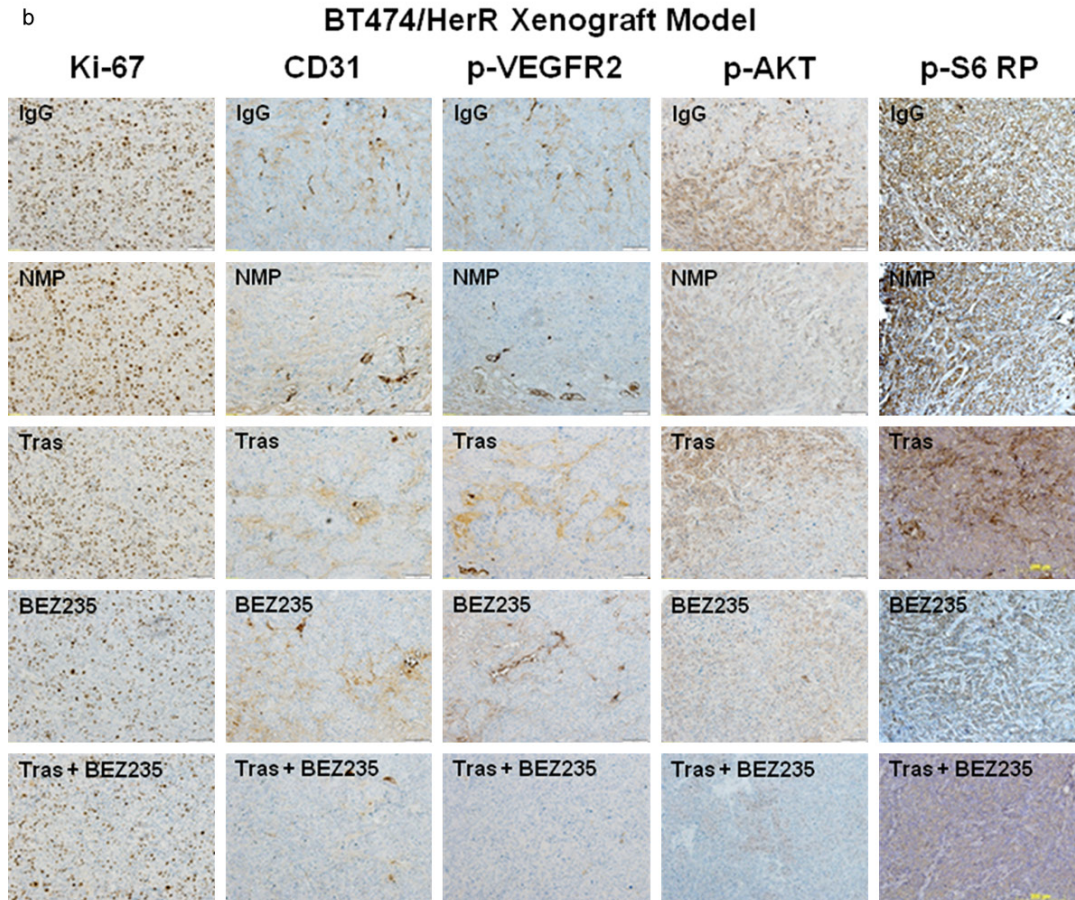 b
BT474/HerR Xenograft Model
Ki-67 CD31 p-VEGFR2 p-AKT p-S6 RP
IgG IgG IgG IgG IgG
NMP NMP NMP NMP NMP
Tras Tras Tras Tras Tras
BEZ235 BEZ235 BEZ235 BEZ235 BEZ235
Tras + BEZ235 Tras + BEZ235 Tras + BEZ235 Tras + BEZ235 Tras + BEZ235